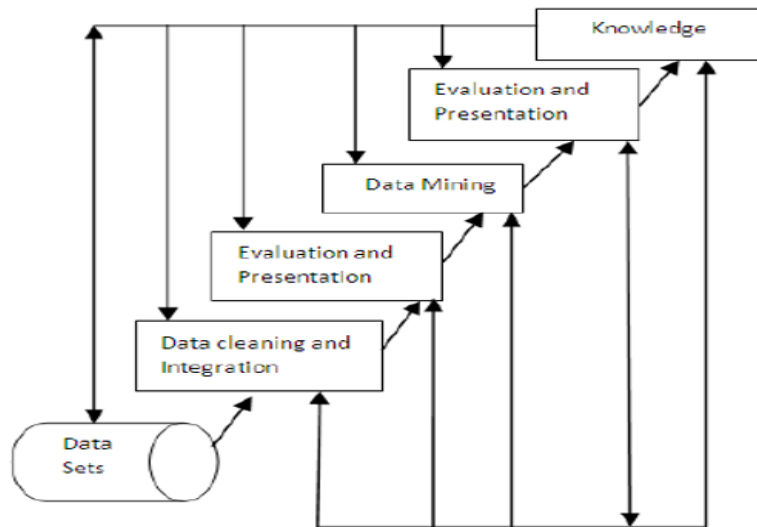 Knowledge
Evaluation and
Presentation
Data Mining
Evaluation and
Presentation
Data cleaning and
Integration
Data
Sets